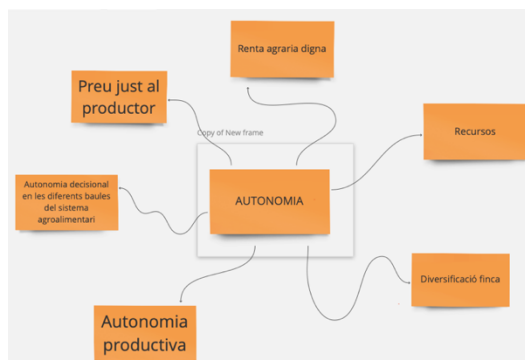 Renta agraria digna
Preu just al
productor
Copy of New frame
Recursos
AUTONOMIA
Autonomia decisional
en les diferents baules
del sistema
agroalimentari
Diversificació finca
Autonomia
productiva